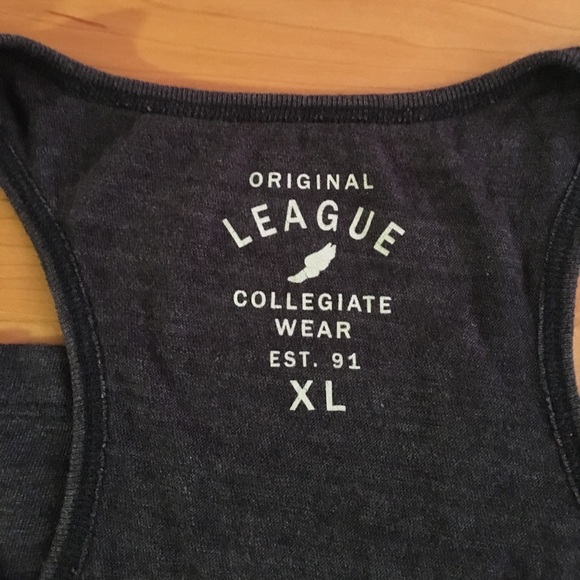 ORIGINAL
LEAGUE
COLLEGIATE
WEAR
EST. 91
XL